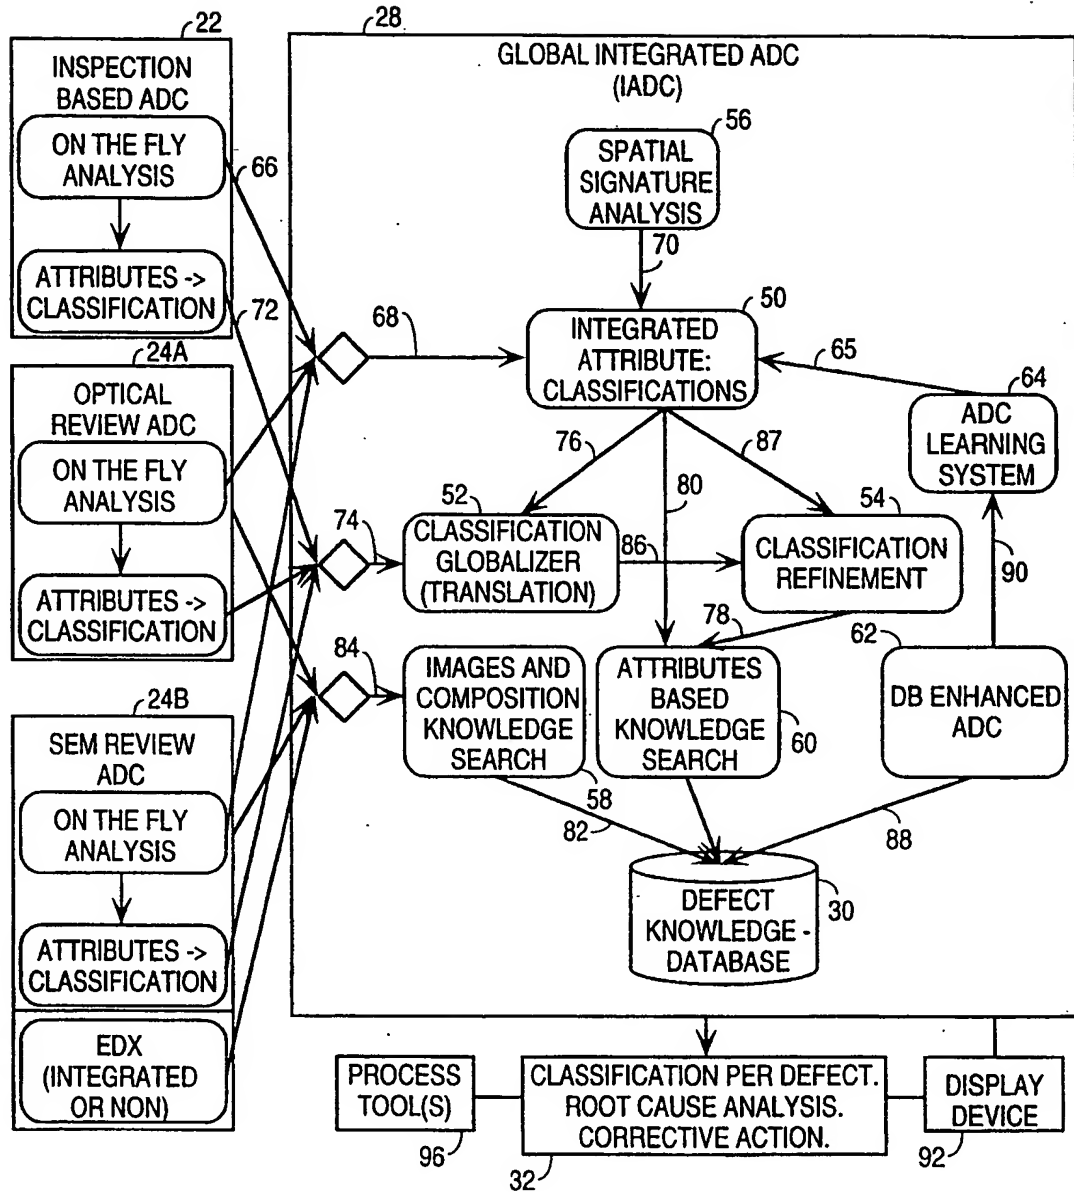 22
INSPECTION
BASED ADC
ON THE FLY
ANALYSIS
ATTRIBUTES ->
CLASSIFICATION
66
72
24A
OPTICAL
REVIEW ADC
ON THE FLY
ANALYSIS
ATTRIBUTES ->
CLASSIFICATION
24B
SEM REVIEW
ADC
ON THE FLY
ANALYSIS
ATTRIBUTES ->
CLASSIFICATION
EDX
(INTEGRATED
OR NON)
28
GLOBAL INTEGRATED ADC
(IADC)
56
SPATIAL
SIGNATURE
ANALYSIS
70
50
68
INTEGRATED
ATTRIBUTE:
CLASSIFICATIONS
65
64
ADC
LEARNING
SYSTEM
76
87
80
52
54
74
CLASSIFICATION
GLOBALIZER
(TRANSLATION)
86
CLASSIFICATION
REFINEMENT
90
78
62
84
IMAGES AND
COMPOSITION
KNOWLEDGE
SEARCH
58
ATTRIBUTES
BASED
KNOWLEDGE
SEARCH
60
DB ENHANCED
ADC
82
88
DEFECT
KNOWLEDGE -
DATABASE
30
PROCESS
TOOL(S)
96
CLASSIFICATION PER DEFECT.
ROOT CAUSE ANALYSIS.
CORRECTIVE ACTION.
32
DISPLAY
DEVICE
92